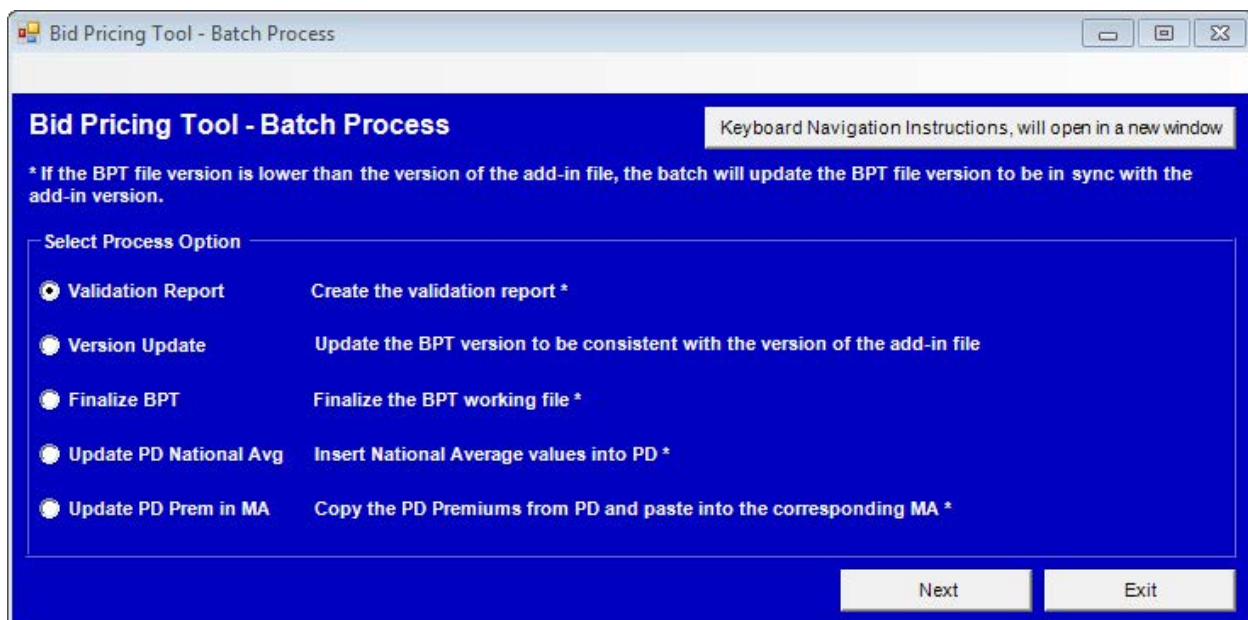 Bid Pricing Tool - Batch Process
Bid Pricing Tool - Batch Process
Keyboard Navigation Instructions, will open in a new window
* If the BPT file version is lower than the version of the add-in file, the batch will update the BPT file version to be in sync with the
add-in version.
Select Process Option
Validation Report Create the validation report *
Version Update Update the BPT version to be consistent with the version of the add-in file
Finalize BPT Finalize the BPT working file *
Update PD National Avg Insert National Average values into PD *
Update PD Prem in MA Copy the PD Premiums from PD and paste into the corresponding MA *
Next Exit